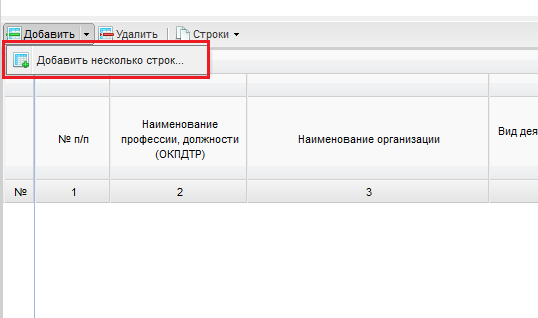 Добавить Удалить Строки
Добавить несколько строк...
№ п/п
Наименование
профессии, должности
(ОКПДТР)
Наименование организации
Вид дея
№ 1 2 3